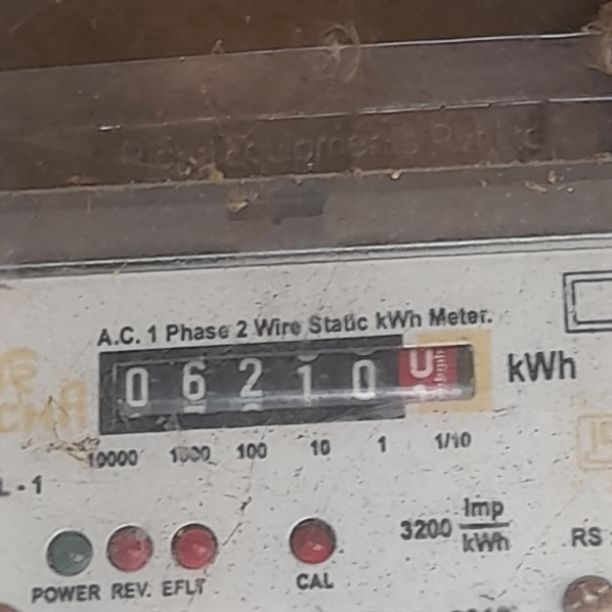 A.C. 1 Phase 2 Wire Static kWh Meter.
0 6 2 1 0 0 kWh
10000 1000 100 10 1 1/10
L - 1
3200 Imp/kWh
RS
POWER REV. EFLT CAL